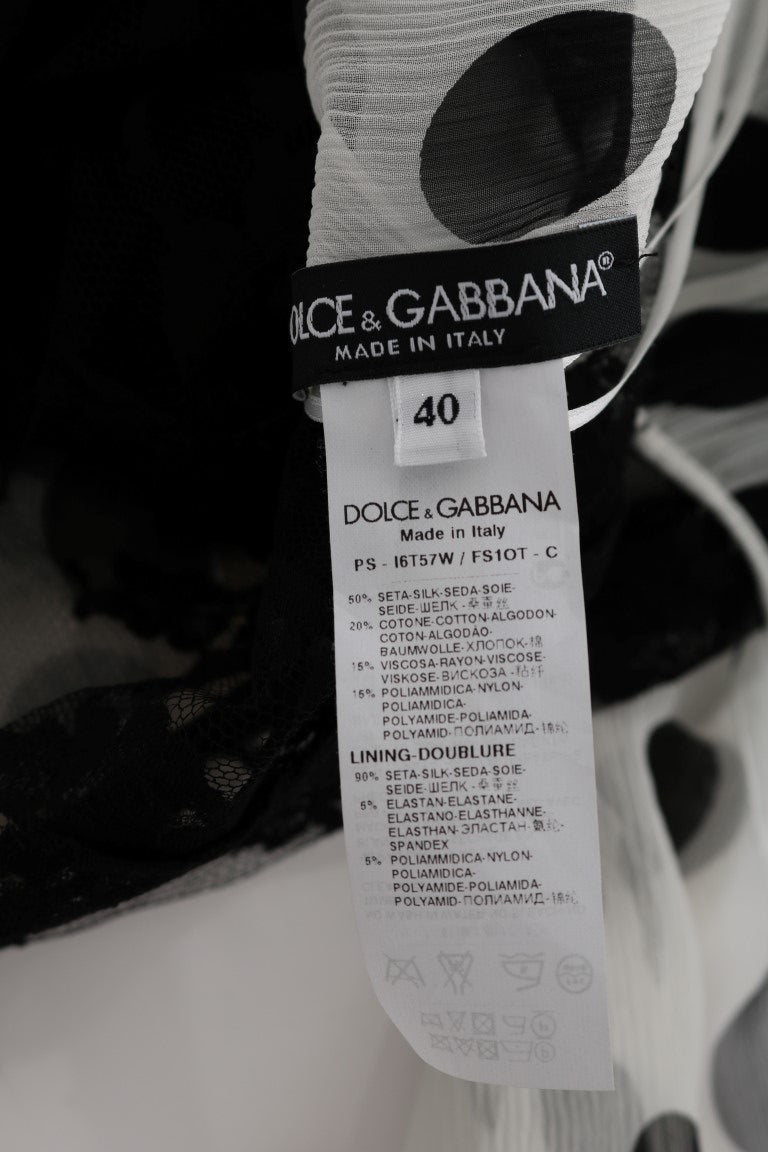 DOLCE & GABBANA®
MADE IN ITALY
40
DOLCE & GABBANA
Made in Italy
PS - I6T57W / FS1OT - C
50% SETA-SILK-SEDA-SOIE-
SEIDE-ШЕЛК-桑蚕丝
20% COTONE-COTTON-ALGODON-
COTON-ALGODÃO-
BAUMWOLLE-ХЛОПОК-棉
15% VISCOSA-RAYON-VISCOSE-
VISKOSE-ВИСКОЗА-粘纤
15% POLIAMMIDICA-NYLON-
POLIAMIDICA-
POLYAMIDE-POLIAMIDA-
POLYAMID-ПОЛИАМИД-锦纶
LINING-DOUBLURE
90% SETA-SILK-SEDA-SOIE-
SEIDE-ШЕЛК-桑蚕丝
5% ELASTAN-ELASTANE-
ELASTANO-ELASTHANNE-
ELASTHAN-ЭЛАСТАН-氨纶-
SPANDEX
5% POLIAMMIDICA-NYLON-
POLIAMIDICA-
POLYAMIDE-POLIAMIDA-
POLYAMID-ПОЛИАМИД-锦纶